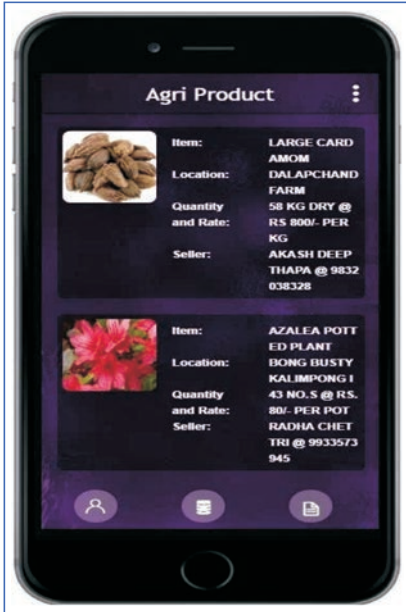 Agri Product
Item: LARGE CARD
AMOM
Location: DALAPCHAND
FARM
Quantity 58 KG DRY @
and Rate: RS 800/- PER
KG
Seller: AKASH DEEP
THAPA @ 9832
038328
Item: AZALEA POTT
ED PLANT
Location: BONG BUSTY
KALIMPONG I
Quantity 43 NO.S @ RS.
and Rate: 80/- PER POT
Seller: RADHA CHET
TRI @ 9933573
945